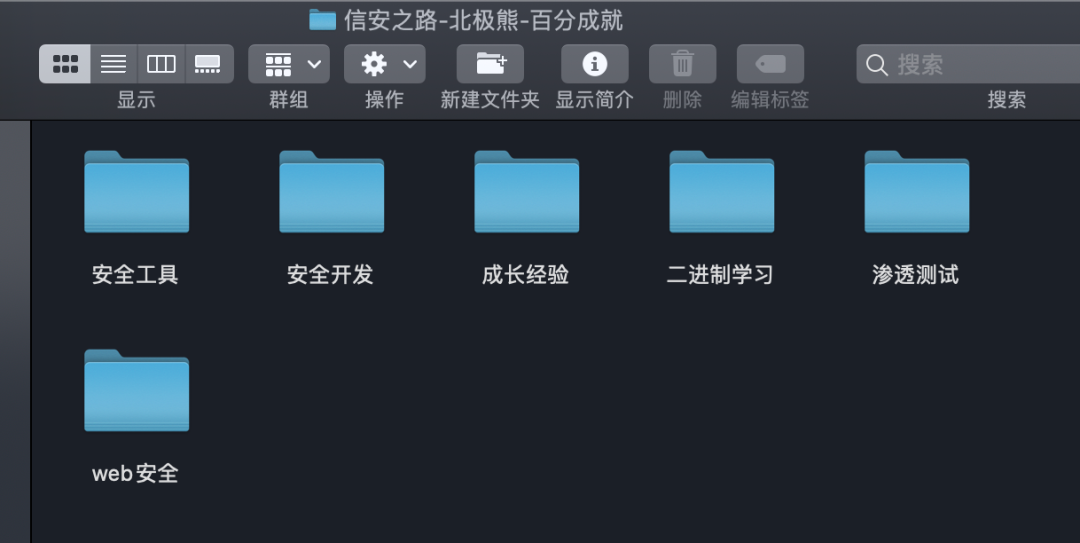 信安之路-北极熊-百分成就
显示 群组 操作 新建文件夹 显示简介 删除 编辑标签 搜索
搜索
安全工具 安全开发 成长经验 二进制学习 渗透测试
web安全